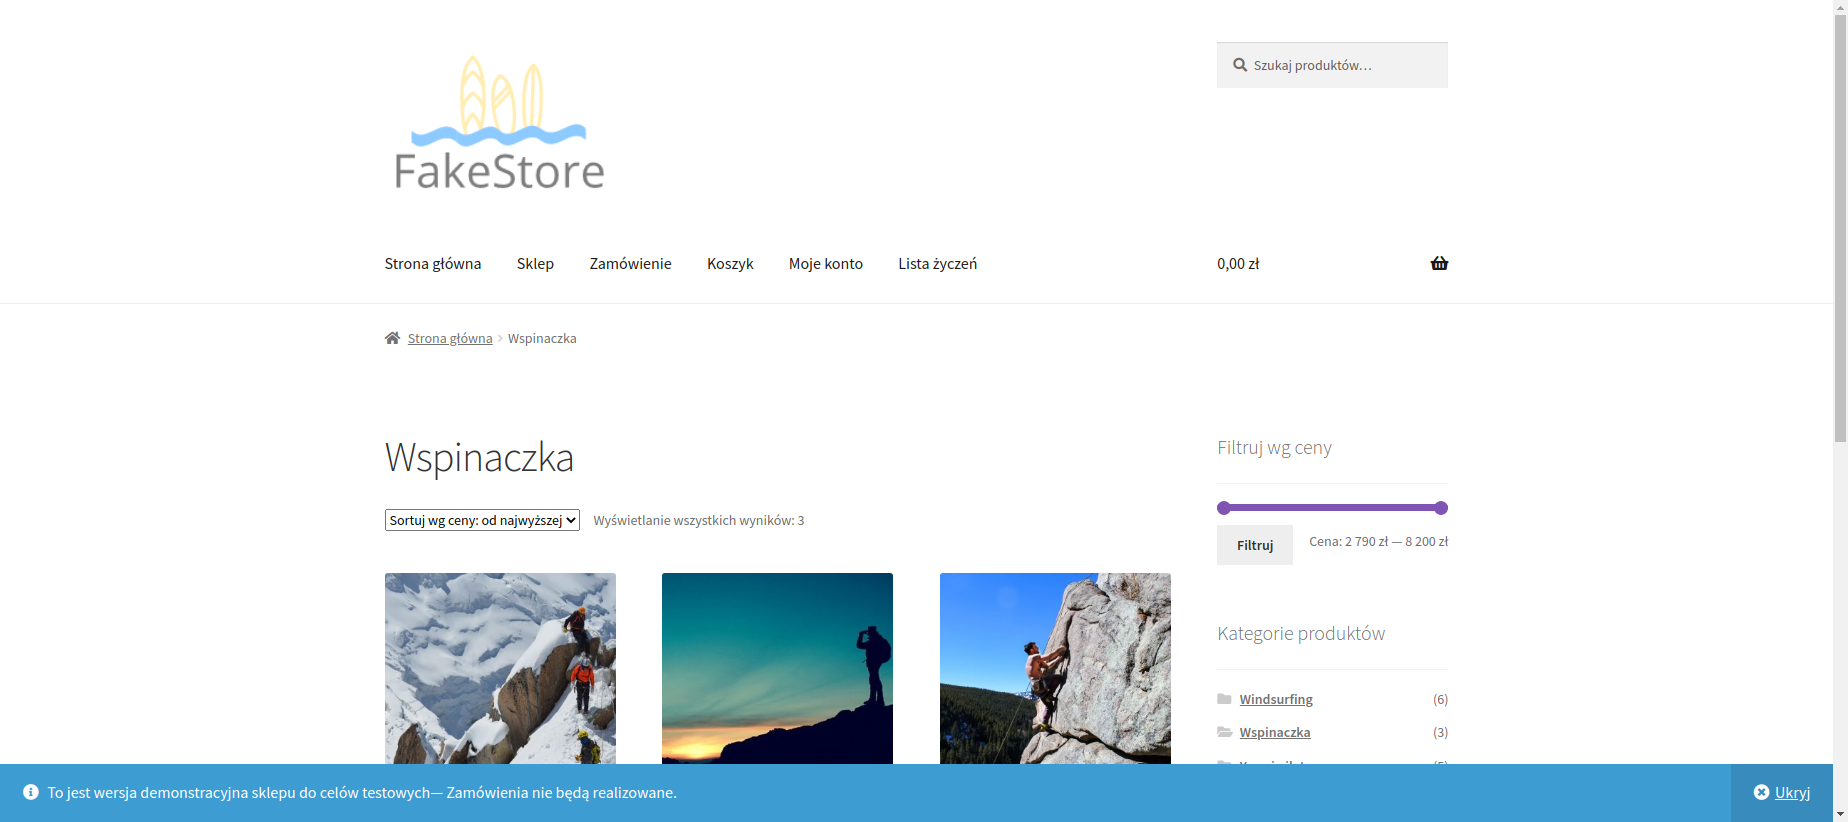 FakeStore
Szukaj produktów…
Strona główna Sklep Zamówienie Koszyk Moje konto Lista życzeń 0,00 zł
Strona główna Wspinaczka
Wspinaczka
Sortuj wg ceny: od najwyższej Wyświetlanie wszystkich wyników: 3
Filtruj wg ceny
Filtruj Cena: 2 790 zł — 8 200 zł
Kategorie produktów
Windsurfing (6)
Wspinaczka (3)
To jest wersja demonstracyjna sklepu do celów testowych— Zamówienia nie będą realizowane.
Ukryj